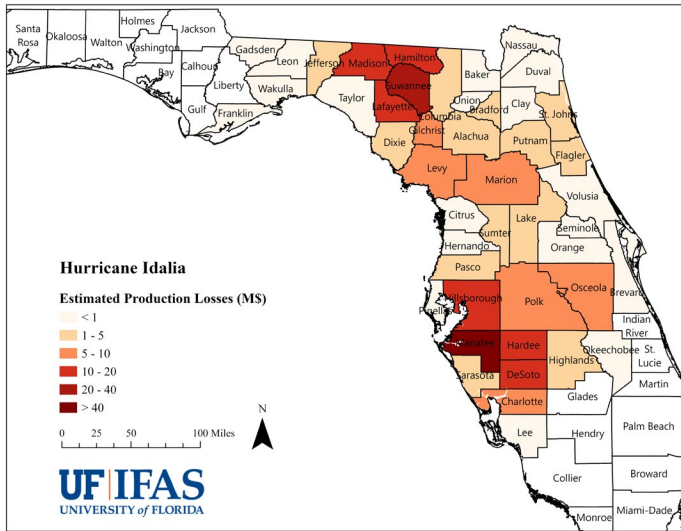 Holmes
Jackson
Santa
Rosa
Okaloosa
Walton
Washington
Bay
Calhoun
Gadsden
Leon
Jefferson
Madison
Hamilton
Suwannee
Lafayette
Taylor
Wakulla
Liberty
Gulf
Franklin
Nassau
Duval
Baker
Union
Bradford
Clay
St. Johns
Columbia
Gilchrist
Alachua
Putnam
Flagler
Dixie
Levy
Marion
Volusia
Citrus
Lake
Sumter
Seminole
Hernando
Orange
Pasco
Osceola
Brevard
Hillsborough
Polk
Pinellas
Indian
River
Manatee
Hardee
Okeechobee
St.
Lucie
Highlands
Sarasota
DeSoto
Martin
Charlotte
Glades
Lee
Hendry
Palm Beach
Collier
Broward
Monroe
Miami-Dade
Hurricane Idalia
Estimated Production Losses (M$)
< 1
1 - 5
5 - 10
10 - 20
20 - 40
> 40
N
0 25 50 100 Miles
UF|IFAS
UNIVERSITY of FLORIDA